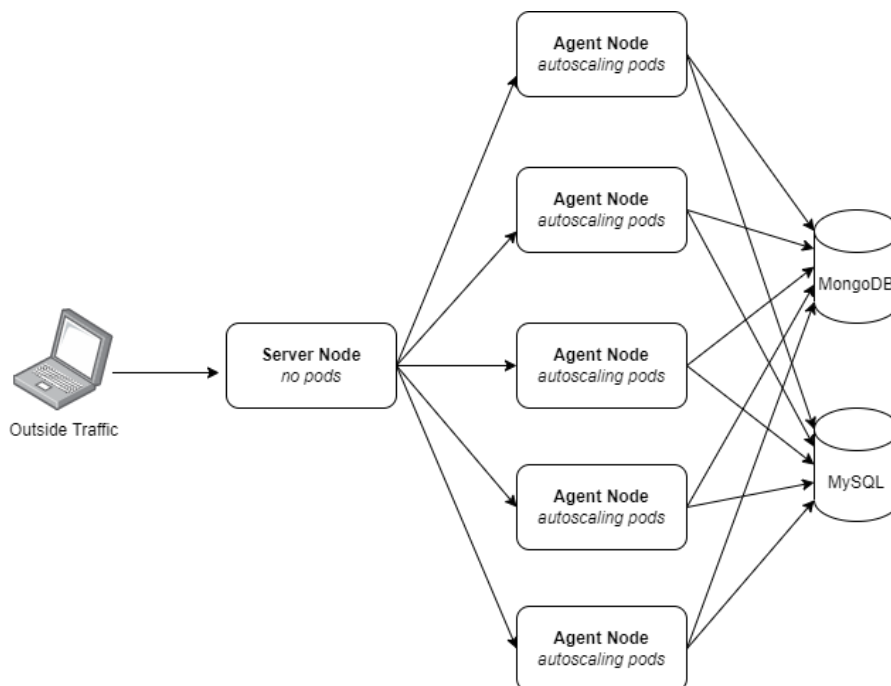 Outside Traffic
Server Node
no pods
Agent Node
autoscaling pods
Agent Node
autoscaling pods
Agent Node
autoscaling pods
Agent Node
autoscaling pods
Agent Node
autoscaling pods
MongoDB
MySQL